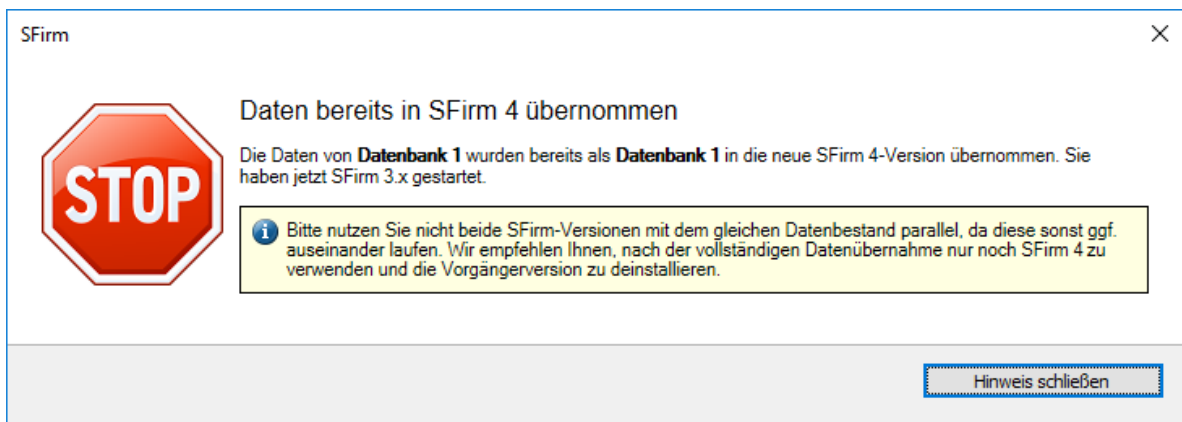 SFirm
STOP
Daten bereits in SFirm 4 übernommen
Die Daten von Datenbank 1 wurden bereits als Datenbank 1 in die neue SFirm 4-Version übernommen. Sie
haben jetzt SFirm 3.x gestartet.
Bitte nutzen Sie nicht beide SFirm-Versionen mit dem gleichen Datenbestand parallel, da diese sonst ggf.
auseinander laufen. Wir empfehlen Ihnen, nach der vollständigen Datenübernahme nur noch SFirm 4 zu
verwenden und die Vorgängerversion zu deinstallieren.
Hinweis schließen